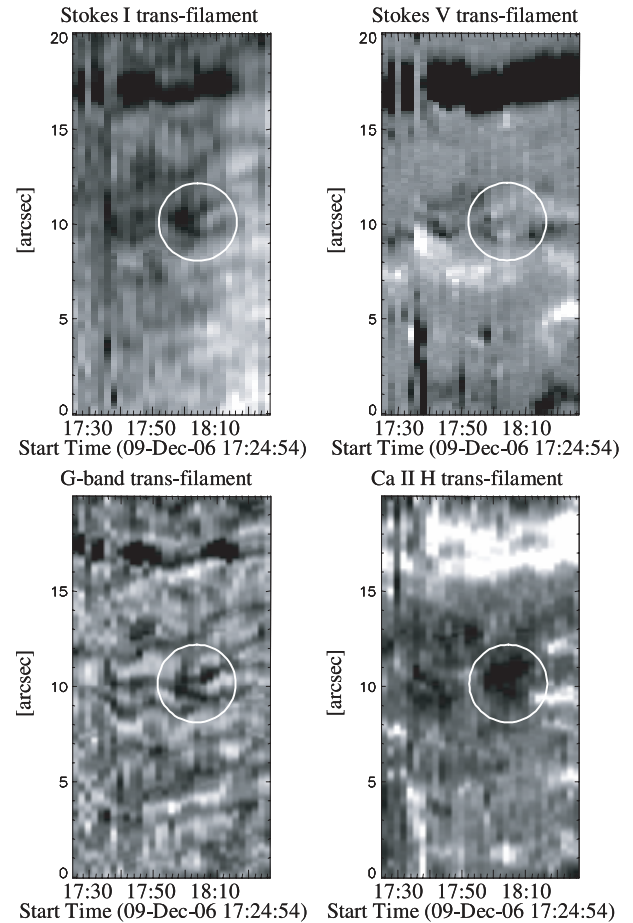 Stokes I trans-filament
Stokes V trans-filament
20
15
10
5
0
[arcsec]
17:30 17:50 18:10
Start Time (09-Dec-06 17:24:54)
20
15
10
5
0
[arcsec]
17:30 17:50 18:10
Start Time (09-Dec-06 17:24:54)
G-band trans-filament
Ca II H trans-filament
15
10
5
0
[arcsec]
17:30 17:50 18:10
Start Time (09-Dec-06 17:24:54)
15
10
5
0
[arcsec]
17:30 17:50 18:10
Start Time (09-Dec-06 17:24:54)